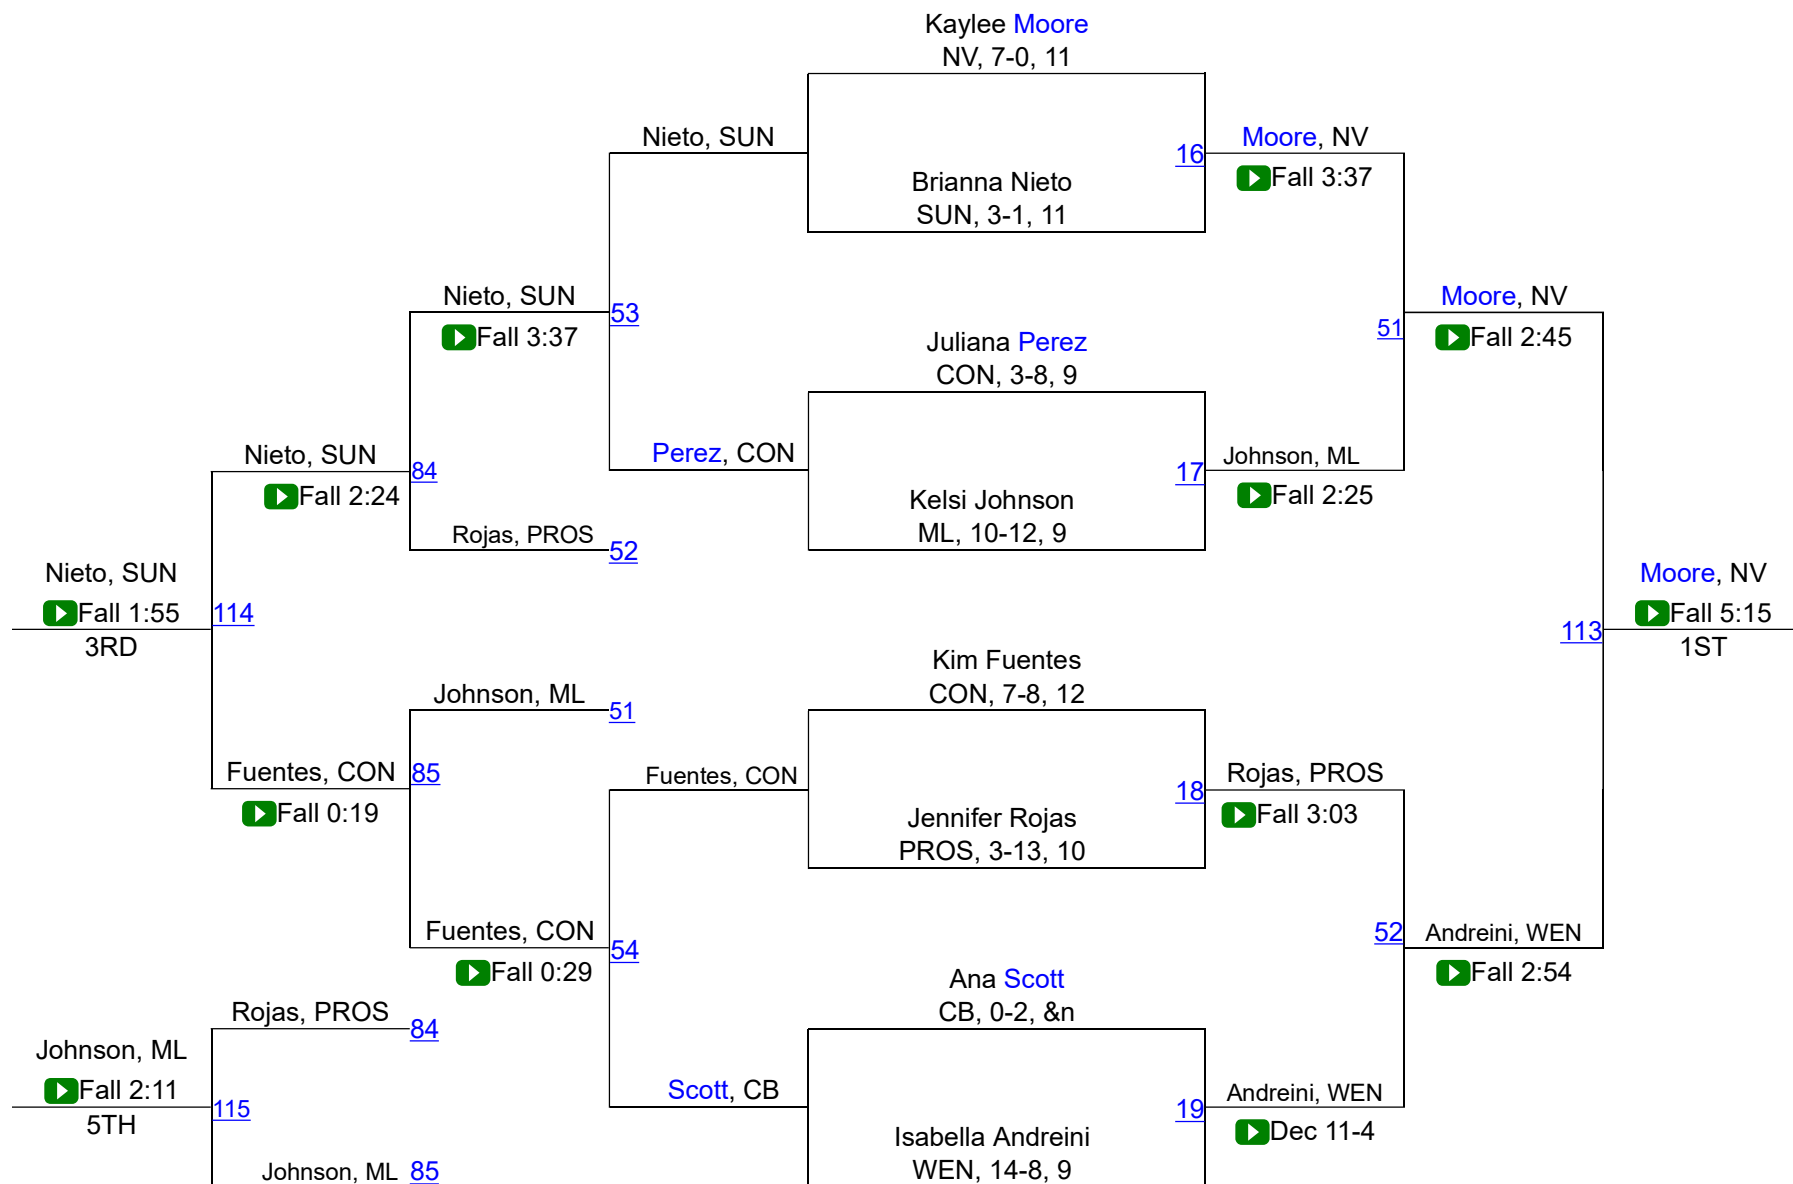 Kaylee Moore
NV, 7-0, 11
Nieto, SUN
16
Moore, NV
Fall 3:37
Brianna Nieto
SUN, 3-1, 11
Nieto, SUN
Fall 3:37
53
Juliana Perez
CON, 3-8, 9
51
Moore, NV
Fall 2:45
Nieto, SUN
Fall 2:24
84
Perez, CON
17
Johnson, ML
Fall 2:25
Kelsi Johnson
ML, 10-12, 9
Rojas, PROS
52
Nieto, SUN
Fall 1:55
3RD
114
113
Moore, NV
Fall 5:15
1ST
Kim Fuentes
CON, 7-8, 12
Johnson, ML
51
Fuentes, CON
Fall 0:19
85
Fuentes, CON
18
Rojas, PROS
Fall 3:03
Jennifer Rojas
PROS, 3-13, 10
Fuentes, CON
Fall 0:29
54
52
Andreini, WEN
Fall 2:54
Ana Scott
CB, 0-2, &n
Rojas, PROS
84
Johnson, ML
Fall 2:11
5TH
115
Scott, CB
19
Andreini, WEN
Dec 11-4
Isabella Andreini
WEN, 14-8, 9
Johnson, ML
85